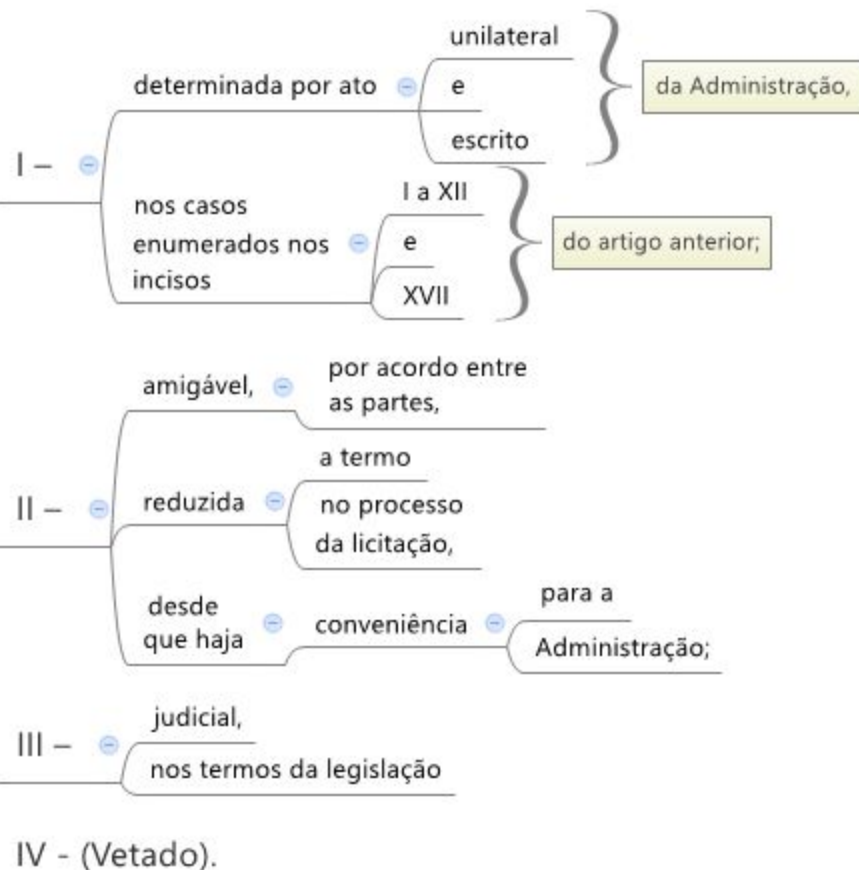 I –
determinada por ato
unilateral
e
escrito
da Administração,
nos casos
enumerados nos
incisos
I a XII
e
XVII
do artigo anterior;
II –
amigável,
por acordo entre
as partes,
reduzida
a termo
no processo
da licitação,
desde
que haja
conveniência
para a
Administração;
III –
judicial,
nos termos da legislação
IV - (Vetado).